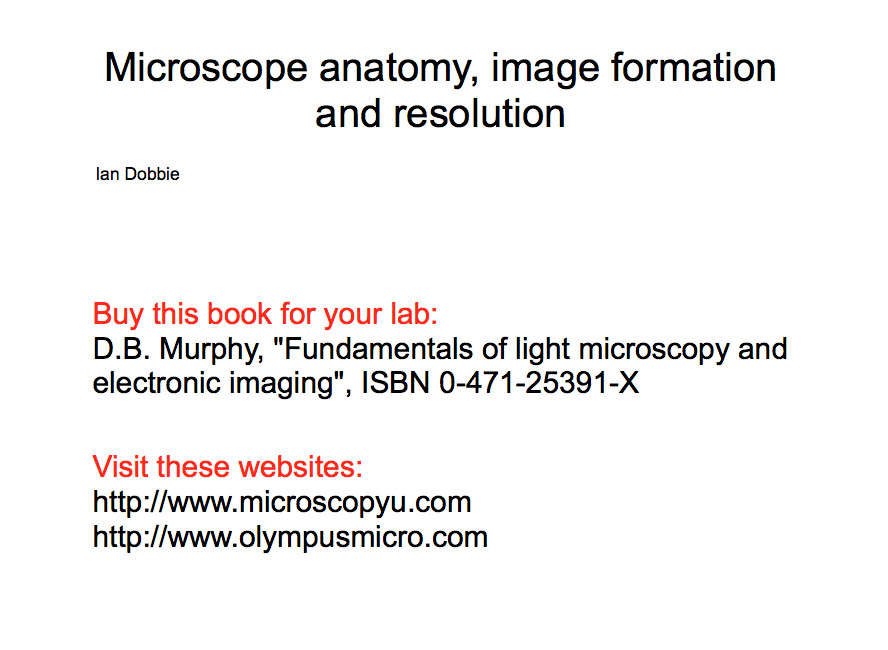 Microscope anatomy, image formation
and resolution
Ian Dobbie
Buy this book for your lab:
D.B. Murphy, "Fundamentals of light microscopy and
electronic imaging", ISBN 0-471-25391-X
Visit these websites:
http://www.microscopyu.com
http://www.olympusmicro.com